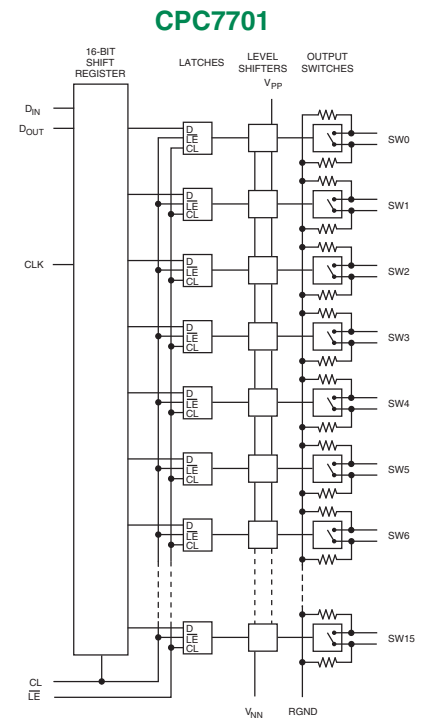 CPC7701
16-BIT
SHIFT
REGISTER
LATCHES
LEVEL
SHIFTERS
OUTPUT
SWITCHES
VPP
DIN
DOUT
CLK
D
LE
CL
SW0
D
LE
CL
SW1
D
LE
CL
SW2
D
LE
CL
SW3
D
LE
CL
SW4
D
LE
CL
SW5
D
LE
CL
SW6
D
LE
CL
SW15
CL
LE
VNN
RGND